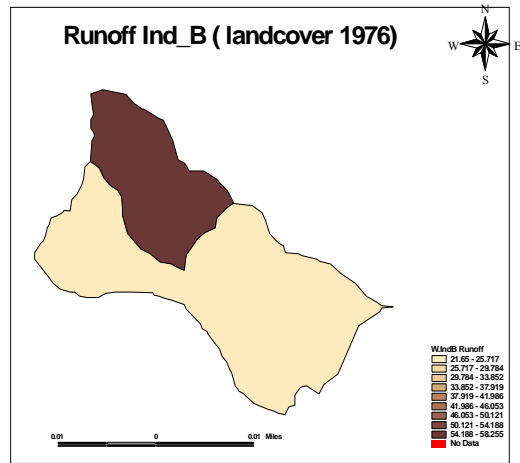 Runoff Ind_B ( landcover 1976)
N
W E
S
W.IndB Runoff
21.65 - 25.717
25.717 - 29.784
29.784 - 33.852
33.852 - 37.919
37.919 - 41.986
41.986 - 46.053
46.053 - 50.121
50.121 - 54.188
54.188 - 58.255
No Data
0.01 0 0.01 Miles